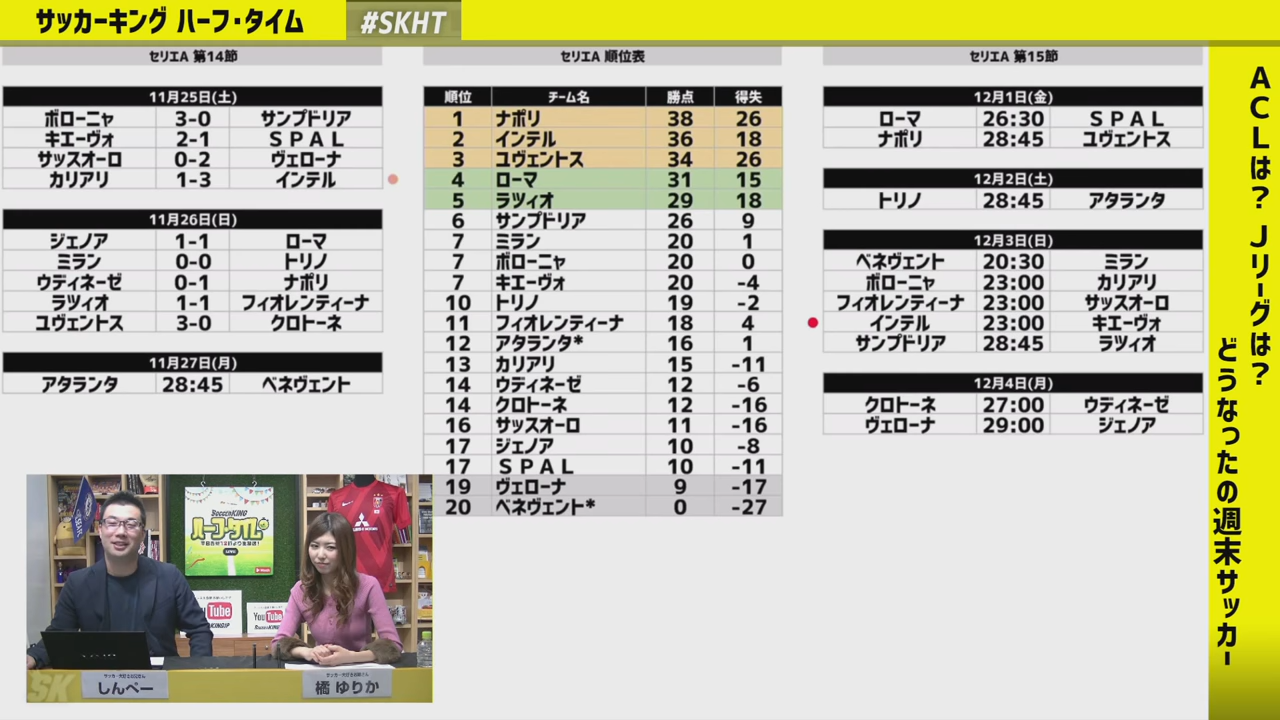 サッカーキング ハーフ・タイム
#SKHT
セリエA 第14節
11月25日(土)
ボローニャ 3-0 サンプドリア
キエーヴォ 2-1 ＳＰＡＬ
サッスオーロ 0-2 ヴェローナ
カリアリ 1-3 インテル
11月26日(日)
ジェノア 1-1 ローマ
ミラン 0-0 トリノ
ウディネーゼ 0-1 ナポリ
ラツィオ 1-1 フィオレンティーナ
ユヴェントス 3-0 クロトーネ
11月27日(月)
アタランタ 28:45 ベネヴェント
セリエA 順位表
順位 チーム名 勝点 得失
1 ナポリ 38 26
2 インテル 36 18
3 ユヴェントス 34 26
4 ローマ 31 15
5 ラツィオ 29 18
6 サンプドリア 26 9
7 ミラン 20 1
7 ボローニャ 20 0
7 キエーヴォ 20 -4
10 トリノ 19 -2
11 フィオレンティーナ 18 4
12 アタランタ* 16 1
13 カリアリ 15 -11
14 ウディネーゼ 12 -6
14 クロトーネ 12 -16
16 サッスオーロ 11 -16
17 ジェノア 10 -8
17 ＳＰＡＬ 10 -11
19 ヴェローナ 9 -17
20 ベネヴェント* 0 -27
セリエA 第15節
12月1日(金)
ローマ 26:30 ＳＰＡＬ
ナポリ 28:45 ユヴェントス
12月2日(土)
トリノ 28:45 アタランタ
12月3日(日)
ベネヴェント 20:30 ミラン
ボローニャ 23:00 カリアリ
フィオレンティーナ 23:00 サッスオーロ
インテル 23:00 キエーヴォ
サンプドリア 28:45 ラツィオ
12月4日(月)
クロトーネ 27:00 ウディネーゼ
ヴェローナ 29:00 ジェノア
ACLは？ Jリーグは？
どうなったの週末サッカー
SoccerKING
ハーフ・タイム
YouTube
YouTube
SK
しんぺー
橘 ゆりか